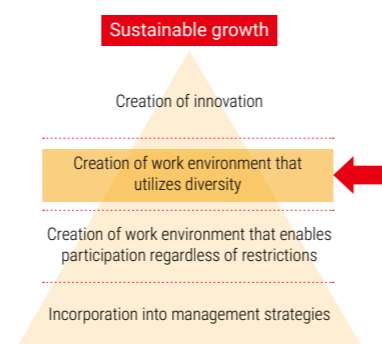 Sustainable growth
Creation of innovation
Creation of work environment that
utilizes diversity
Creation of work environment that enables
participation regardless of restrictions
Incorporation into management strategies